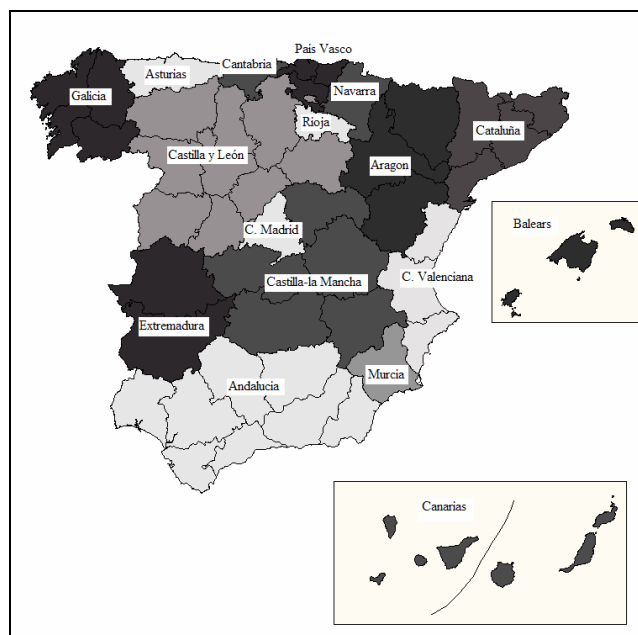 Pais Vasco
Cantabria
Asturias
Navarra
Galicia
Rioja
Cataluña
Castilla y León
Aragon
Balears
C. Madrid
C. Valenciana
Castilla-la Mancha
Extremadura
Murcia
Andalucia
Canarias